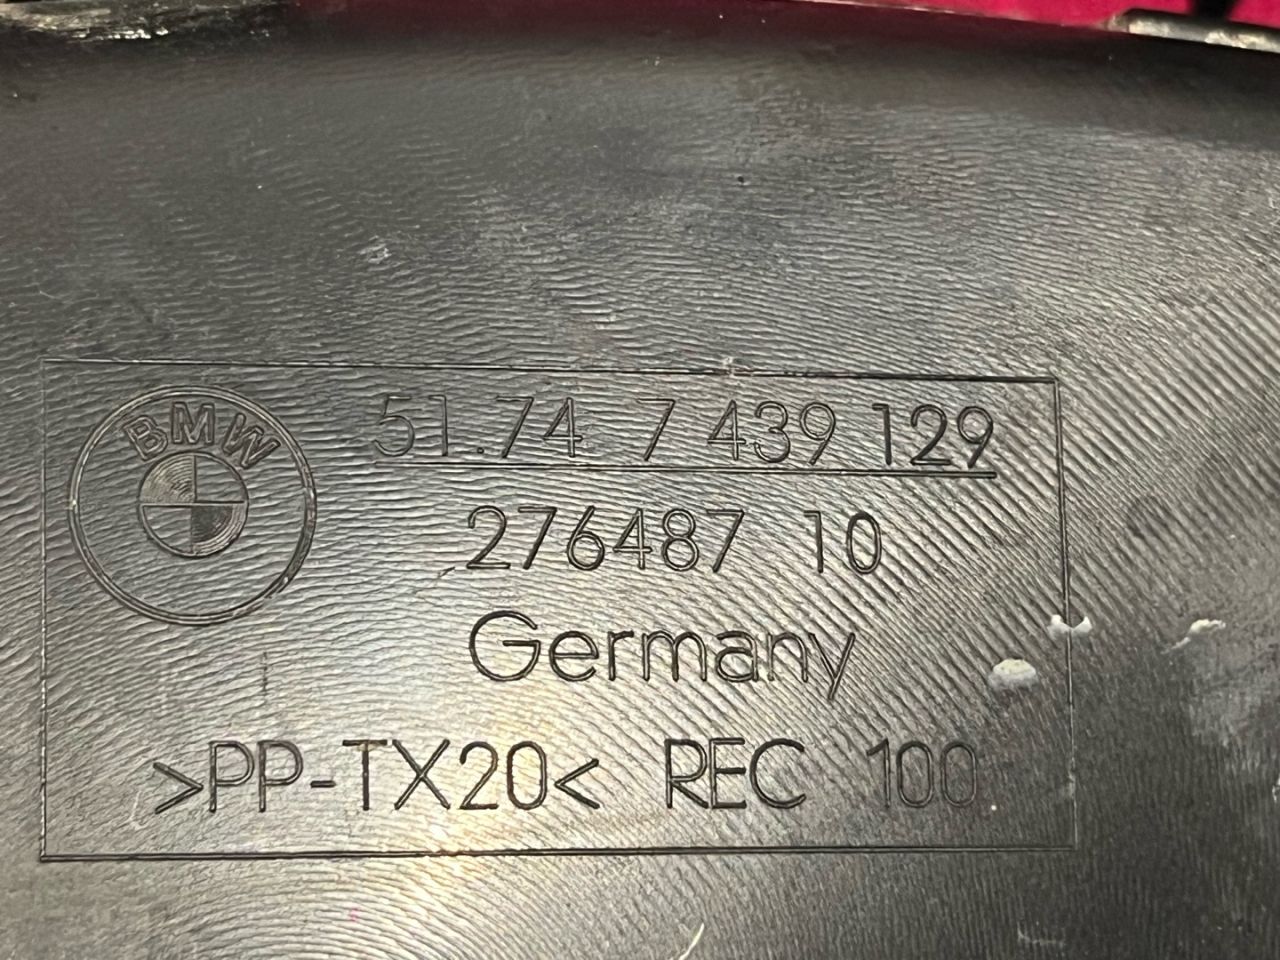 BMW
51.74 7 439 129
276487 10
Germany
>PP-TX20< REC 100